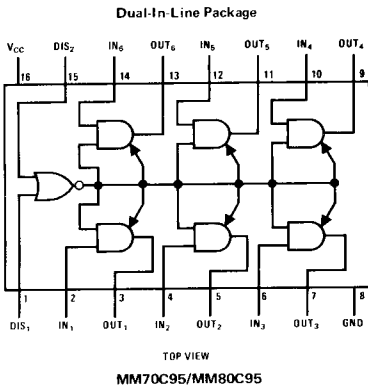 Dual-In-Line Package
VCC DIS2 IN6 OUT6 IN5 OUT5 IN4 OUT4
16 15 14 13 12 11 10 9
1 2 3 4 5 6 7 8
DIS1 IN1 OUT1 IN2 OUT2 IN3 OUT3 GND
TOP VIEW
MM70C95/MM80C95